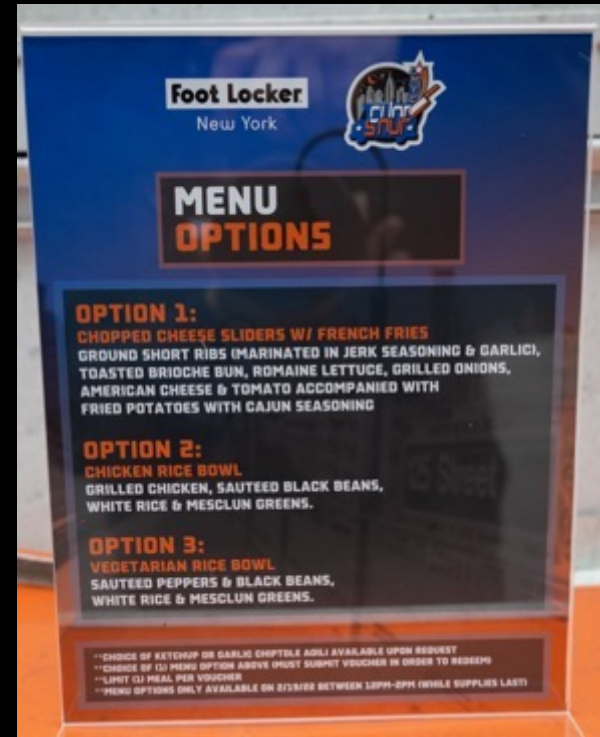 Foot Locker
New York
MENU
OPTIONS
OPTION 1:
CHOPPED CHEESE SLIDERS W/ FRENCH FRIES
GROUND SHORT RIBS (MARINATED IN JERK SEASONING & GARLIC),
TOASTED BRIOCHE BUN, ROMAINE LETTUCE, GRILLED ONIONS,
AMERICAN CHEESE & TOMATO ACCOMPANIED WITH
FRIED POTATOES WITH CAJUN SEASONING
OPTION 2:
CHICKEN RICE BOWL
GRILLED CHICKEN, SAUTEED BLACK BEANS,
WHITE RICE & MESCLUN GREENS.
OPTION 3:
VEGETARIAN RICE BOWL
SAUTEED PEPPERS & BLACK BEANS,
WHITE RICE & MESCLUN GREENS.
**CHOICE OF KETCHUP OR GARLIC CHIPTOLE AOILI AVAILABLE UPON REQUEST
**CHOICE OF (1) MENU OPTION ABOVE (MUST SUBMIT VOUCHER IN ORDER TO REDEEM)
**LIMIT (1) MEAL PER VOUCHER
**MENU OPTIONS ONLY AVAILABLE ON 2/19/22 BETWEEN 12PM-2PM (WHILE SUPPLIES LAST)